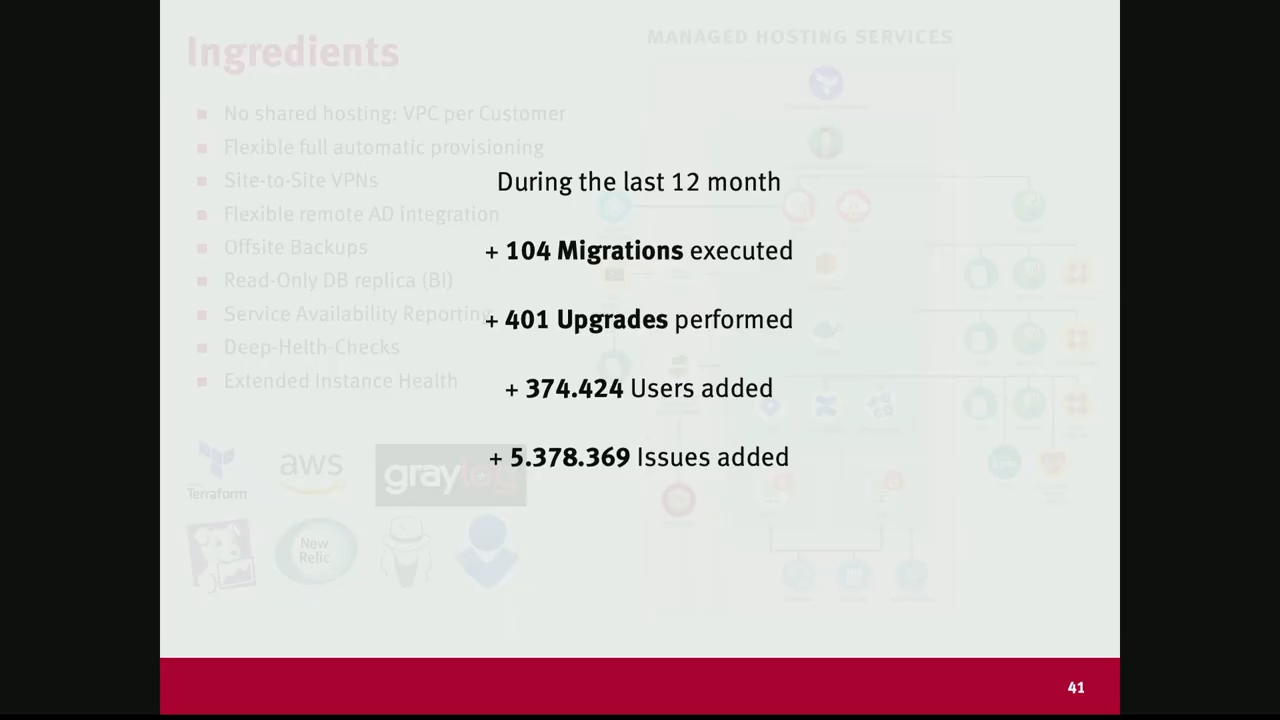 Ingredients
MANAGED HOSTING SERVICES
No shared hosting: VPC per Customer
Flexible full automatic provisioning
Site-to-Site VPNs
Flexible remote AD integration
Offsite Backups
Read-Only DB replica (BI)
Service Availability Reporting
Deep-Helth-Checks
Extended Instance Health
During the last 12 month
+ 104 Migrations executed
+ 401 Upgrades performed
+ 374.424 Users added
+ 5.378.369 Issues added
Terraform
aws
graylog
New
Relic
41